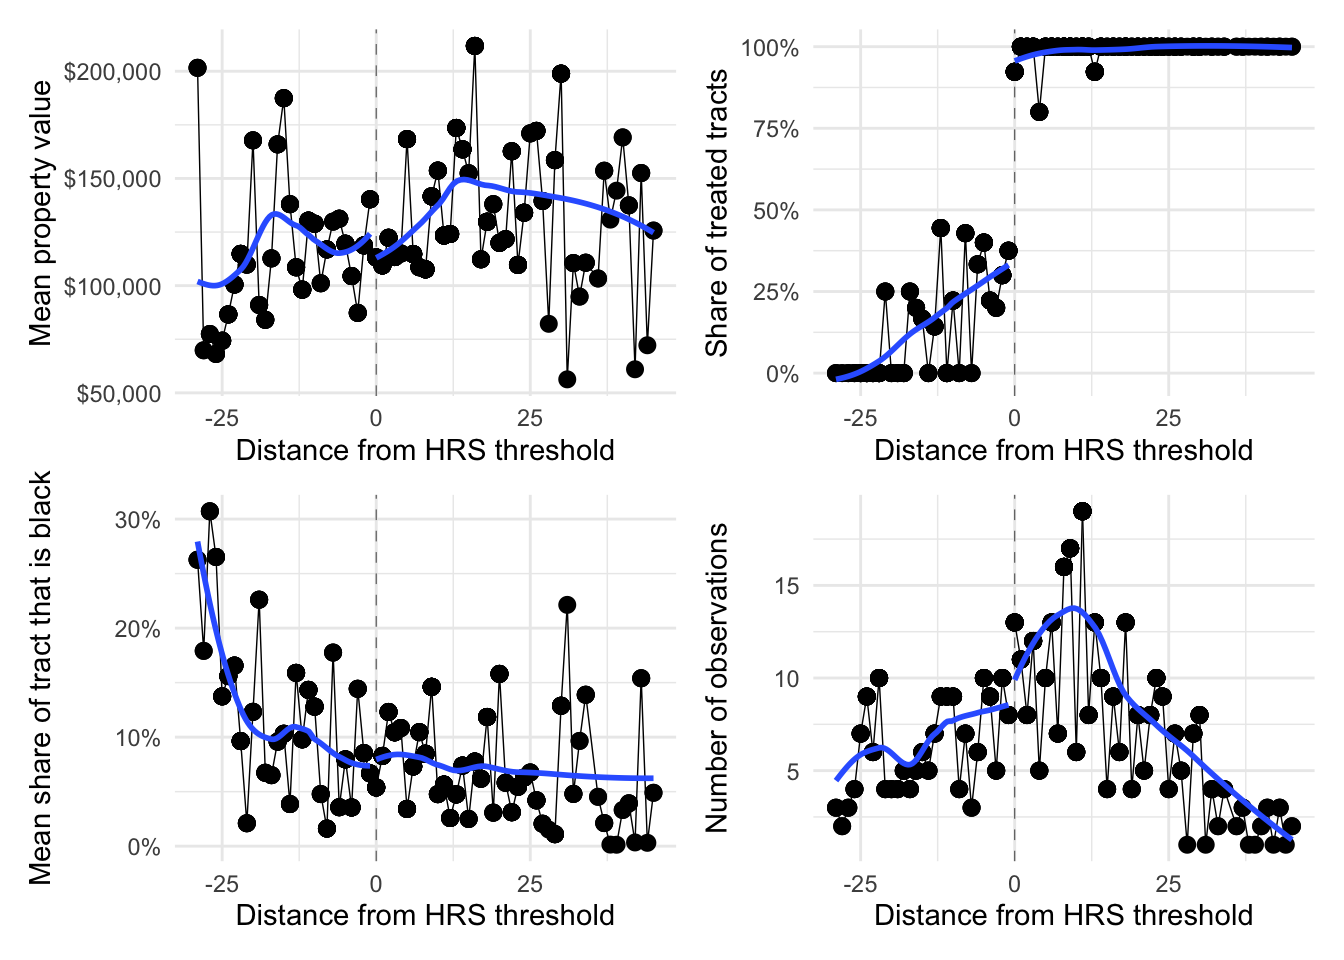 Mean property value
$200,000
$150,000
$100,000
$50,000
-25 0 25
Distance from HRS threshold
Share of treated tracts
100%
75%
50%
25%
0%
-25 0 25
Distance from HRS threshold
Mean share of tract that is black
30%
20%
10%
0%
-25 0 25
Distance from HRS threshold
Number of observations
15
10
5
-25 0 25
Distance from HRS threshold